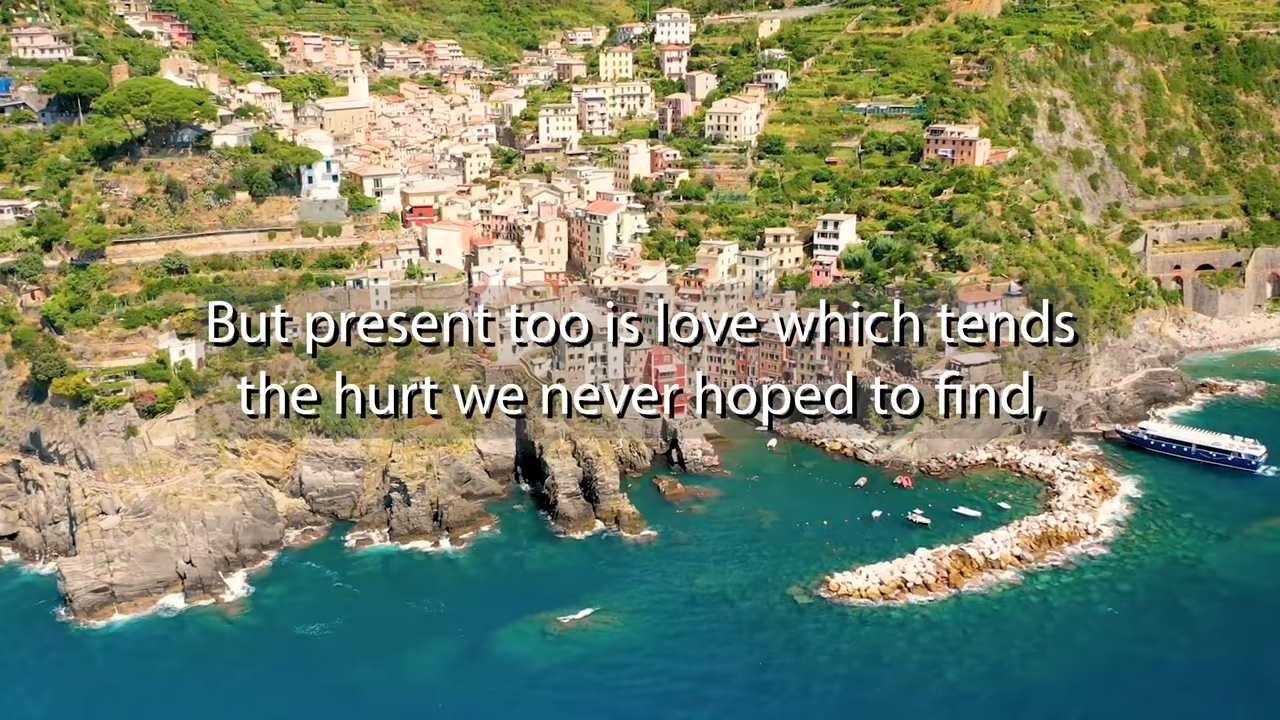 But present too is love which tends
the hurt we never hoped to find,